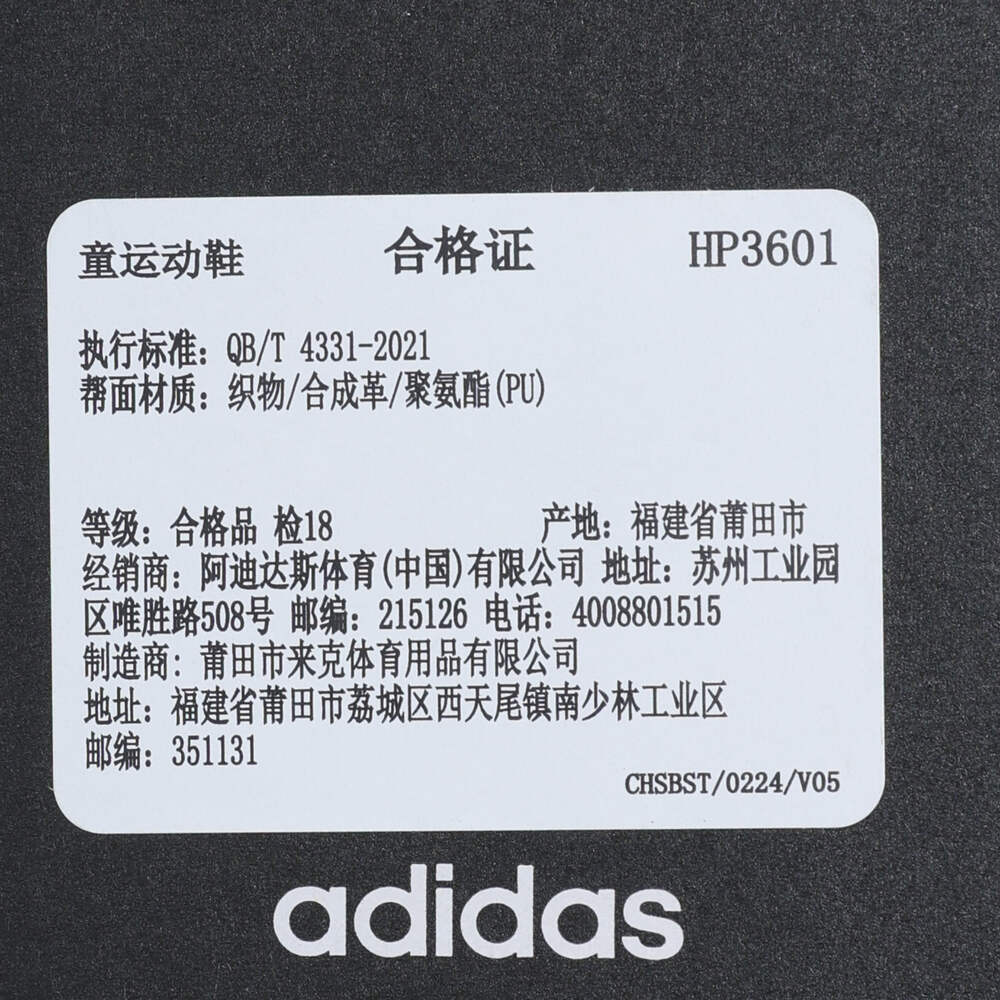 童运动鞋 合格证 HP3601
执行标准：QB/T 4331-2021
帮面材质：织物/合成革/聚氨酯(PU)
等级：合格品 检18 产地：福建省莆田市
经销商：阿迪达斯体育(中国)有限公司 地址：苏州工业园
区唯胜路508号 邮编：215126 电话：4008801515
制造商：莆田市来克体育用品有限公司
地址：福建省莆田市荔城区西天尾镇南少林工业区
邮编：351131
CHSBST/0224/V05
adidas